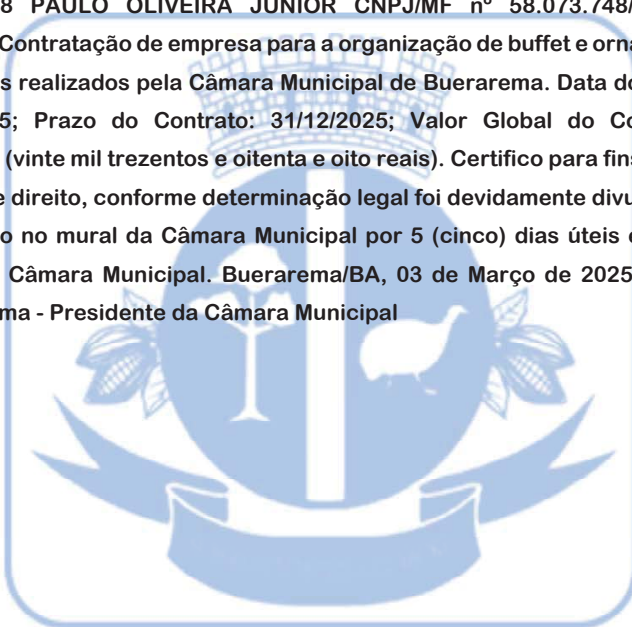 8 PAULO OLIVEIRA JUNIOR CNPJ/MF nº 58.073.748/
Contratação de empresa para a organização de buffet e orna
s realizados pela Câmara Municipal de Buerarema. Data do
5; Prazo do Contrato: 31/12/2025; Valor Global do Co
(vinte mil trezentos e oitenta e oito reais). Certifico para fins
e direito, conforme determinação legal foi devidamente divu
o no mural da Câmara Municipal por 5 (cinco) dias úteis e
Câmara Municipal. Buerarema/BA, 03 de Março de 2025
ma - Presidente da Câmara Municipal